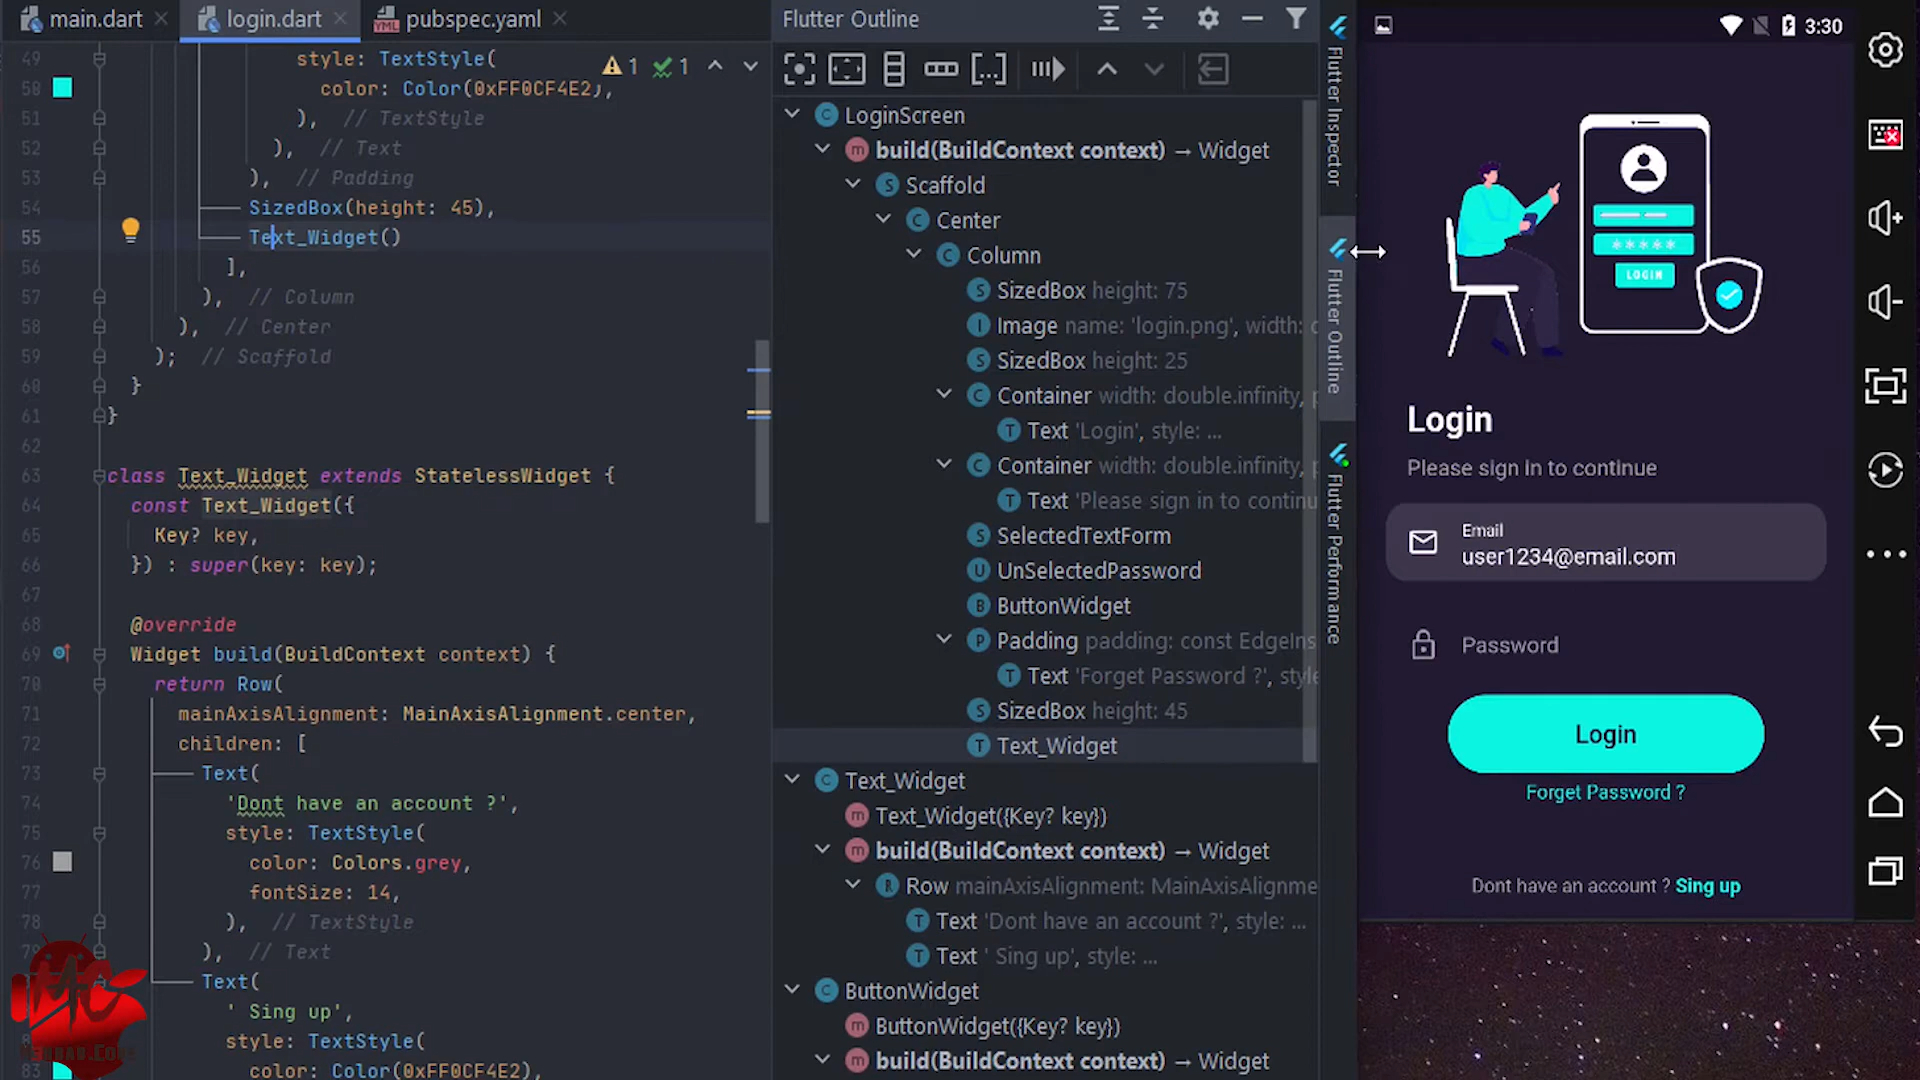 main.dart
login.dart
pubspec.yaml
49 style: TextStyle(
50 color: Color(0xFF0CF4E2),
51 ), // TextStyle
52 ), // Text
53 ), // Padding
54 SizedBox(height: 45),
55 Text_Widget()
56 ],
57 ), // Column
58 ), // Center
59 ); // Scaffold
60 }
61 }
62
63 class Text_Widget extends StatelessWidget {
64 const Text_Widget({
65 Key? key,
66 }) : super(key: key);
67
68 @override
69 Widget build(BuildContext context) {
70 return Row(
71 mainAxisAlignment: MainAxisAlignment.center,
72 children: [
73 Text(
74 'Dont have an account ?',
75 style: TextStyle(
76 color: Colors.grey,
77 fontSize: 14,
78 ), // TextStyle
79 ), // Text
Text(
' Sing up',
style: TextStyle(
83 color: Color(0xFF0CF4E2),
1
1
Flutter Outline
LoginScreen
build(BuildContext context) → Widget
Scaffold
Center
Column
SizedBox height: 75
Image name: 'login.png', width: d
SizedBox height: 25
Container width: double.infinity, p
Text 'Login', style: ...
Container width: double.infinity, p
Text 'Please sign in to continu
SelectedTextForm
UnSelectedPassword
ButtonWidget
Padding padding: const EdgeIns
Text 'Forget Password ?', style
SizedBox height: 45
Text_Widget
Text_Widget
Text_Widget({Key? key})
build(BuildContext context) → Widget
Row mainAxisAlignment: MainAxisAlignme
Text 'Dont have an account ?', style: ...
Text ' Sing up', style: ...
ButtonWidget
ButtonWidget({Key? key})
build(BuildContext context) → Widget
Flutter Inspector
Flutter Outline
Flutter Performance
3:30
*****
LOGIN
Login
Please sign in to continue
Email
user1234@email.com
Password
Login
Forget Password ?
Dont have an account ? Sing up